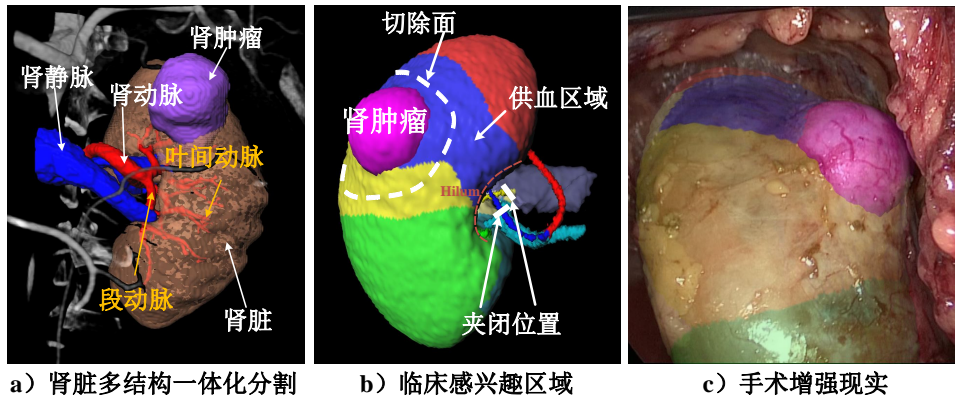 肾肿瘤
肾静脉
肾动脉
叶间动脉
段动脉
肾脏
切除面
供血区域
肾肿瘤
Hilum
夹闭位置
a）肾脏多结构一体化分割
b）临床感兴趣区域
c）手术增强现实